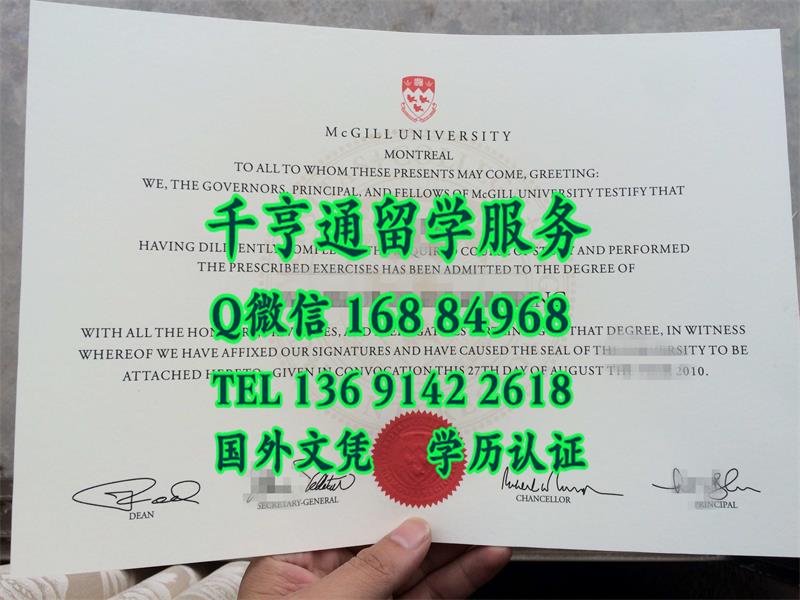 McGILL UNIVERSITY
MONTREAL
TO ALL TO WHOM THESE PRESENTS MAY COME, GREETING:
WE, THE GOVERNORS, PRINCIPAL, AND FELLOWS OF McGILL UNIVERSITY TESTIFY THAT
千亨通留学服务
HAVING DILIGENTLY COMPLE AND PERFORMED
THE PRESCRIBED EXERCISES HAS BEEN ADMITTED TO THE DEGREE OF
Q微信 168 84968
WITH ALL THE THAT DEGREE, IN WITNESS
WHEREOF WE HAVE AFFIXED OUR SIGNATURES AND HAVE CAUSED THE SEAL OF TH RSITY TO BE
TEL 136 9142 2618
ATTACHED HERETO GIVEN IN CONVOCATION THIS 27TH DAY OF AUGUST 2010.
国外文凭 学历认证
DEAN
SECRETARY-GENERAL
CHANCELLOR
PRINCIPAL